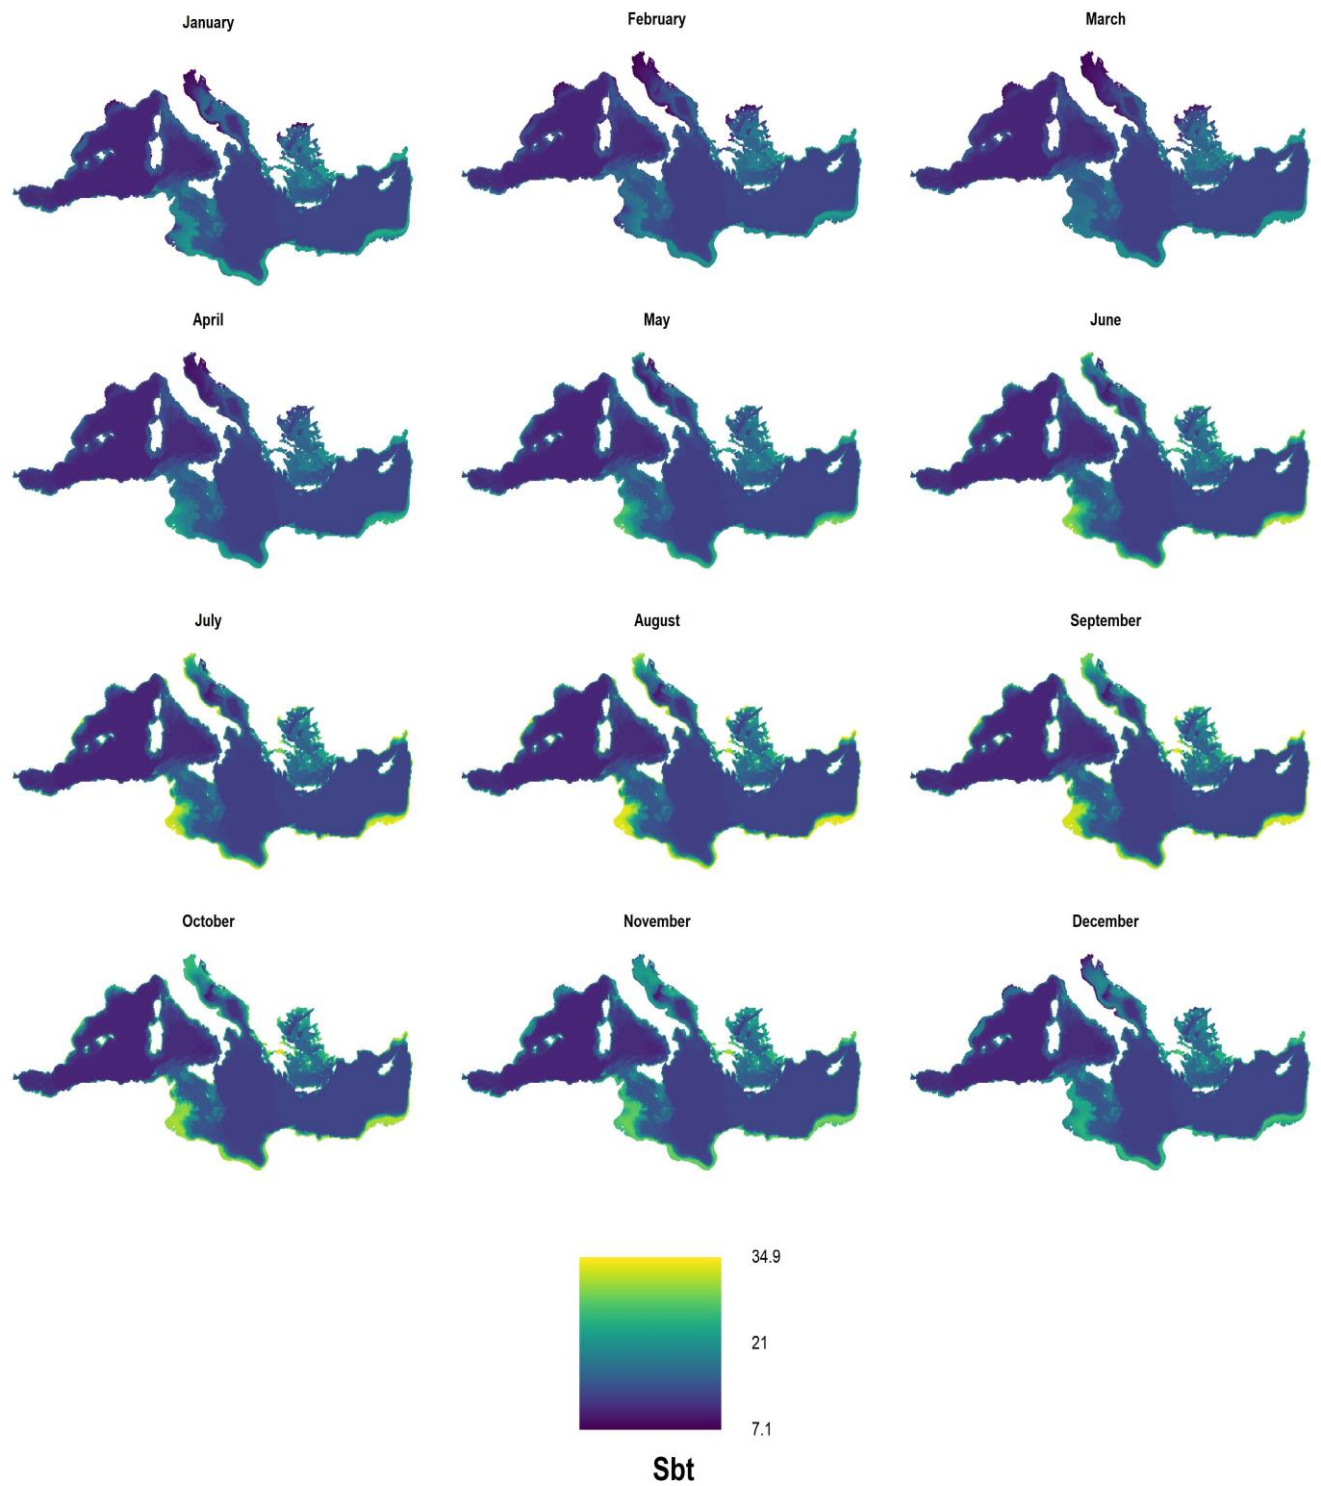 January
February
March
April
May
June
July
August
September
October
November
December
34.9
21
7.1
Sbt